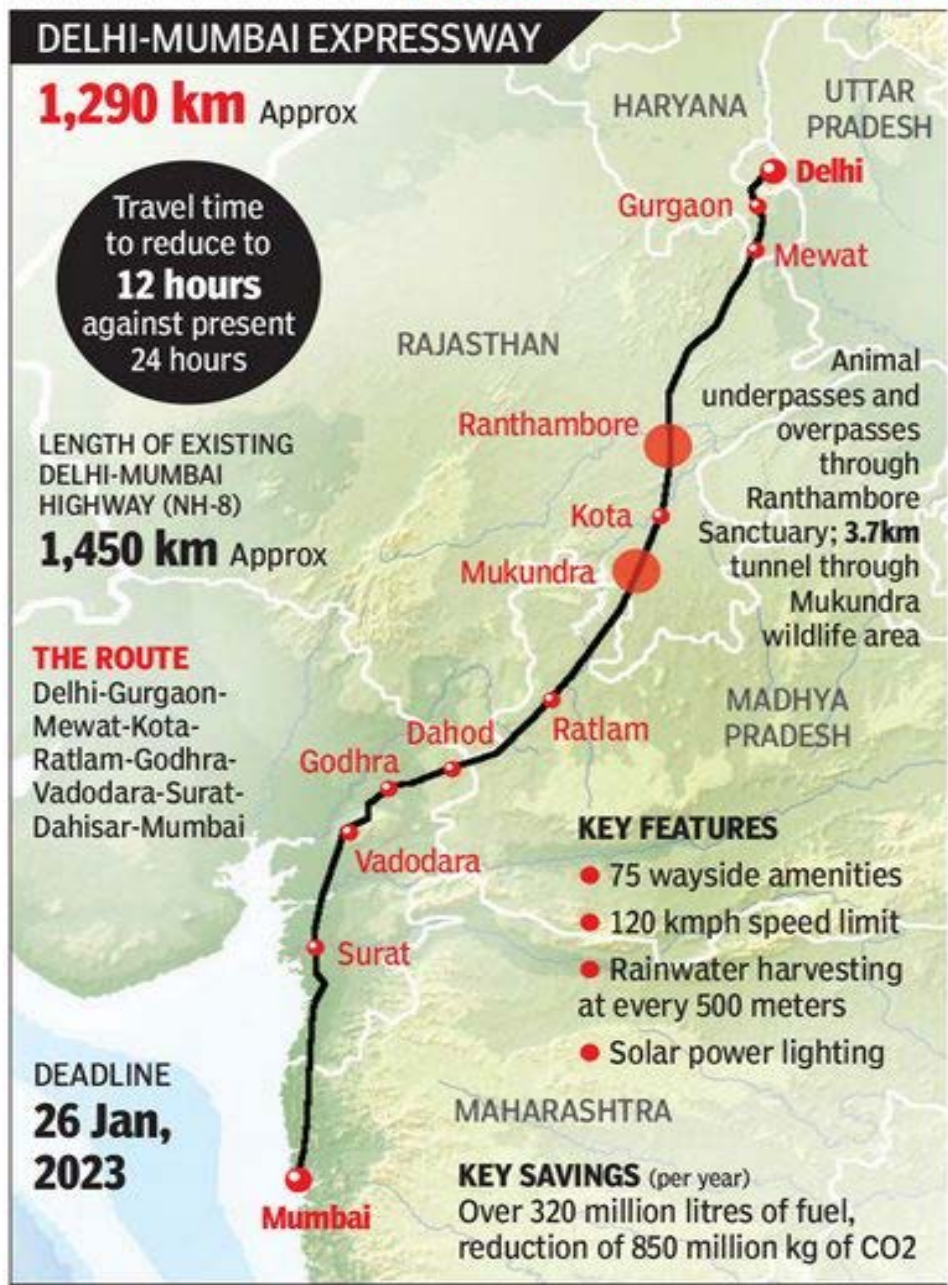 DELHI-MUMBAI EXPRESSWAY
1,290 km Approx
HARYANA
UTTAR
PRADESH
Delhi
Gurgaon
Mewat
Travel time
to reduce to
12 hours
against present
24 hours
RAJASTHAN
Animal
underpasses and
overpasses
through
Ranthambore
Sanctuary; 3.7km
tunnel through
Mukundra
wildlife area
Ranthambore
LENGTH OF EXISTING
DELHI-MUMBAI
HIGHWAY (NH-8)
1,450 km Approx
Kota
Mukundra
THE ROUTE
Delhi-Gurgaon-
Mewat-Kota-
Ratlam-Godhra-
Vadodara-Surat-
Dahisar-Mumbai
MADHYA
PRADESH
Ratlam
Dahod
Godhra
Vadodara
Surat
KEY FEATURES
● 75 wayside amenities
● 120 kmph speed limit
● Rainwater harvesting
at every 500 meters
● Solar power lighting
DEADLINE
26 Jan,
2023
MAHARASHTRA
Mumbai
KEY SAVINGS (per year)
Over 320 million litres of fuel,
reduction of 850 million kg of CO2